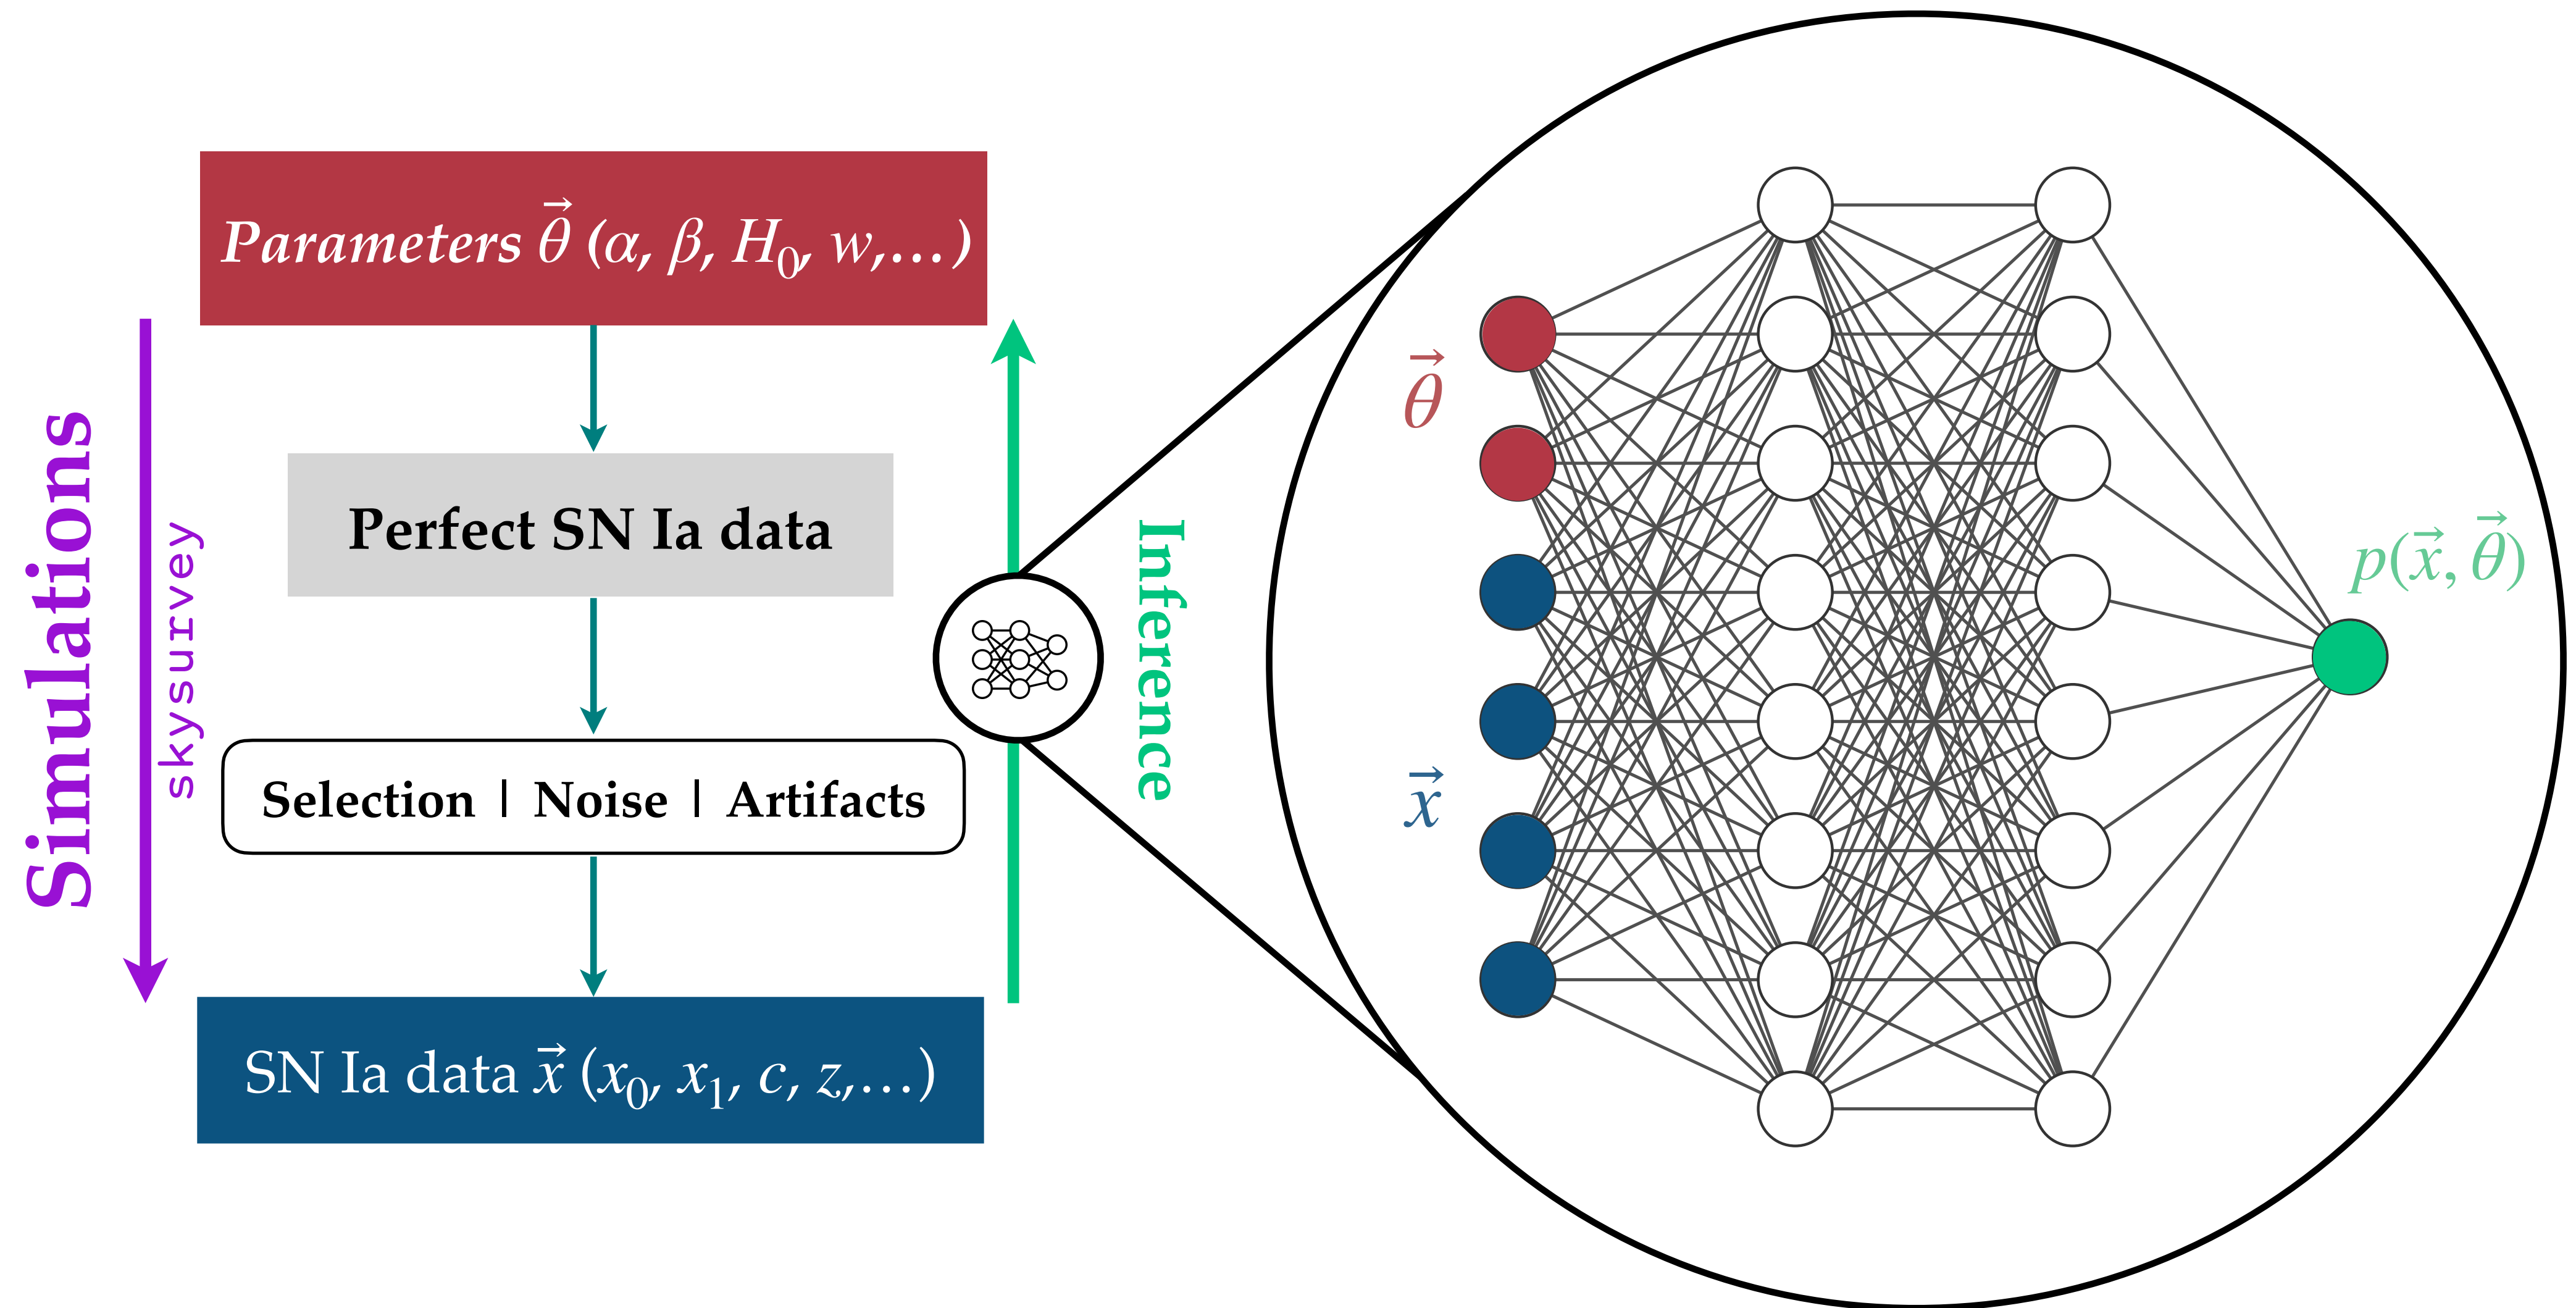 Simulations
skysurvey
Parameters θ⃗ (α, β, H₀, w,…)
Perfect SN Ia data
Selection | Noise | Artifacts
SN Ia data x⃗ (x₀, x₁, c, z,…)
Inference
θ⃗
x⃗
p(x⃗, θ⃗)